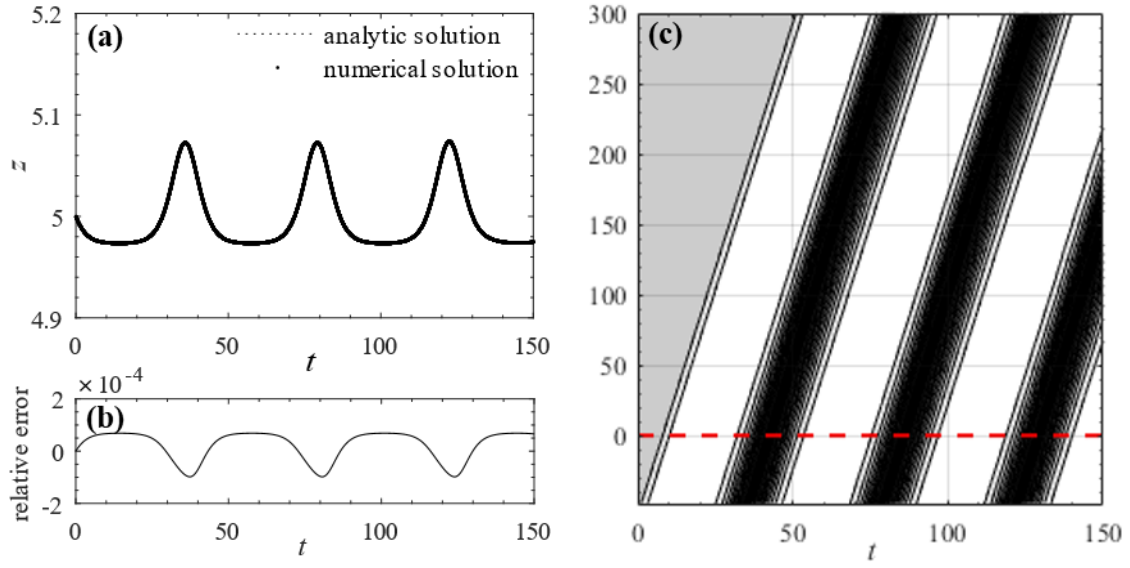 (a)
analytic solution
numerical solution
5.2
5.1
5
4.9
z
0 50 100 150
t
× 10⁻⁴
(b)
relative error
2
0
-2
0 50 100 150
t
(c)
300
250
200
150
100
50
0
0 50 100 150
t